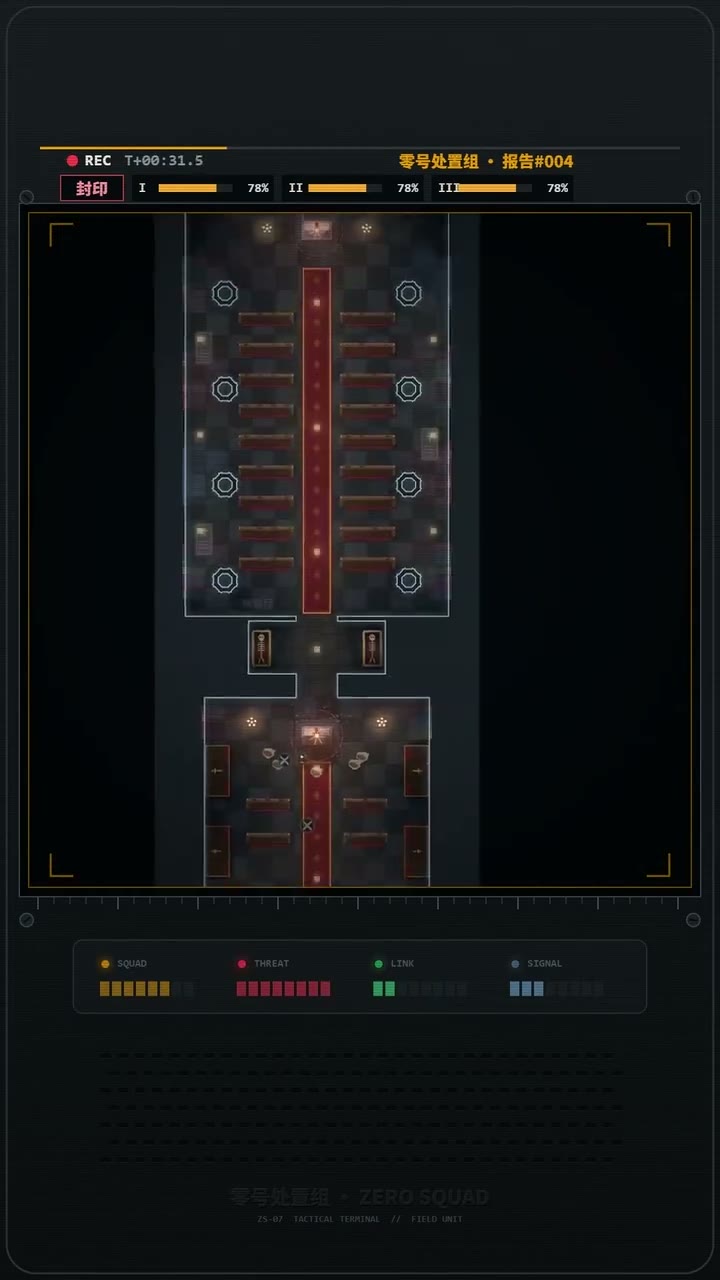 REC T+00:31.5 零号处置组 • 报告#004
封印 I 78% II 78% III 78%
SQUAD THREAT LINK SIGNAL
零号处置组 • ZERO SQUAD
ZS-07 TACTICAL TERMINAL // FIELD UNIT